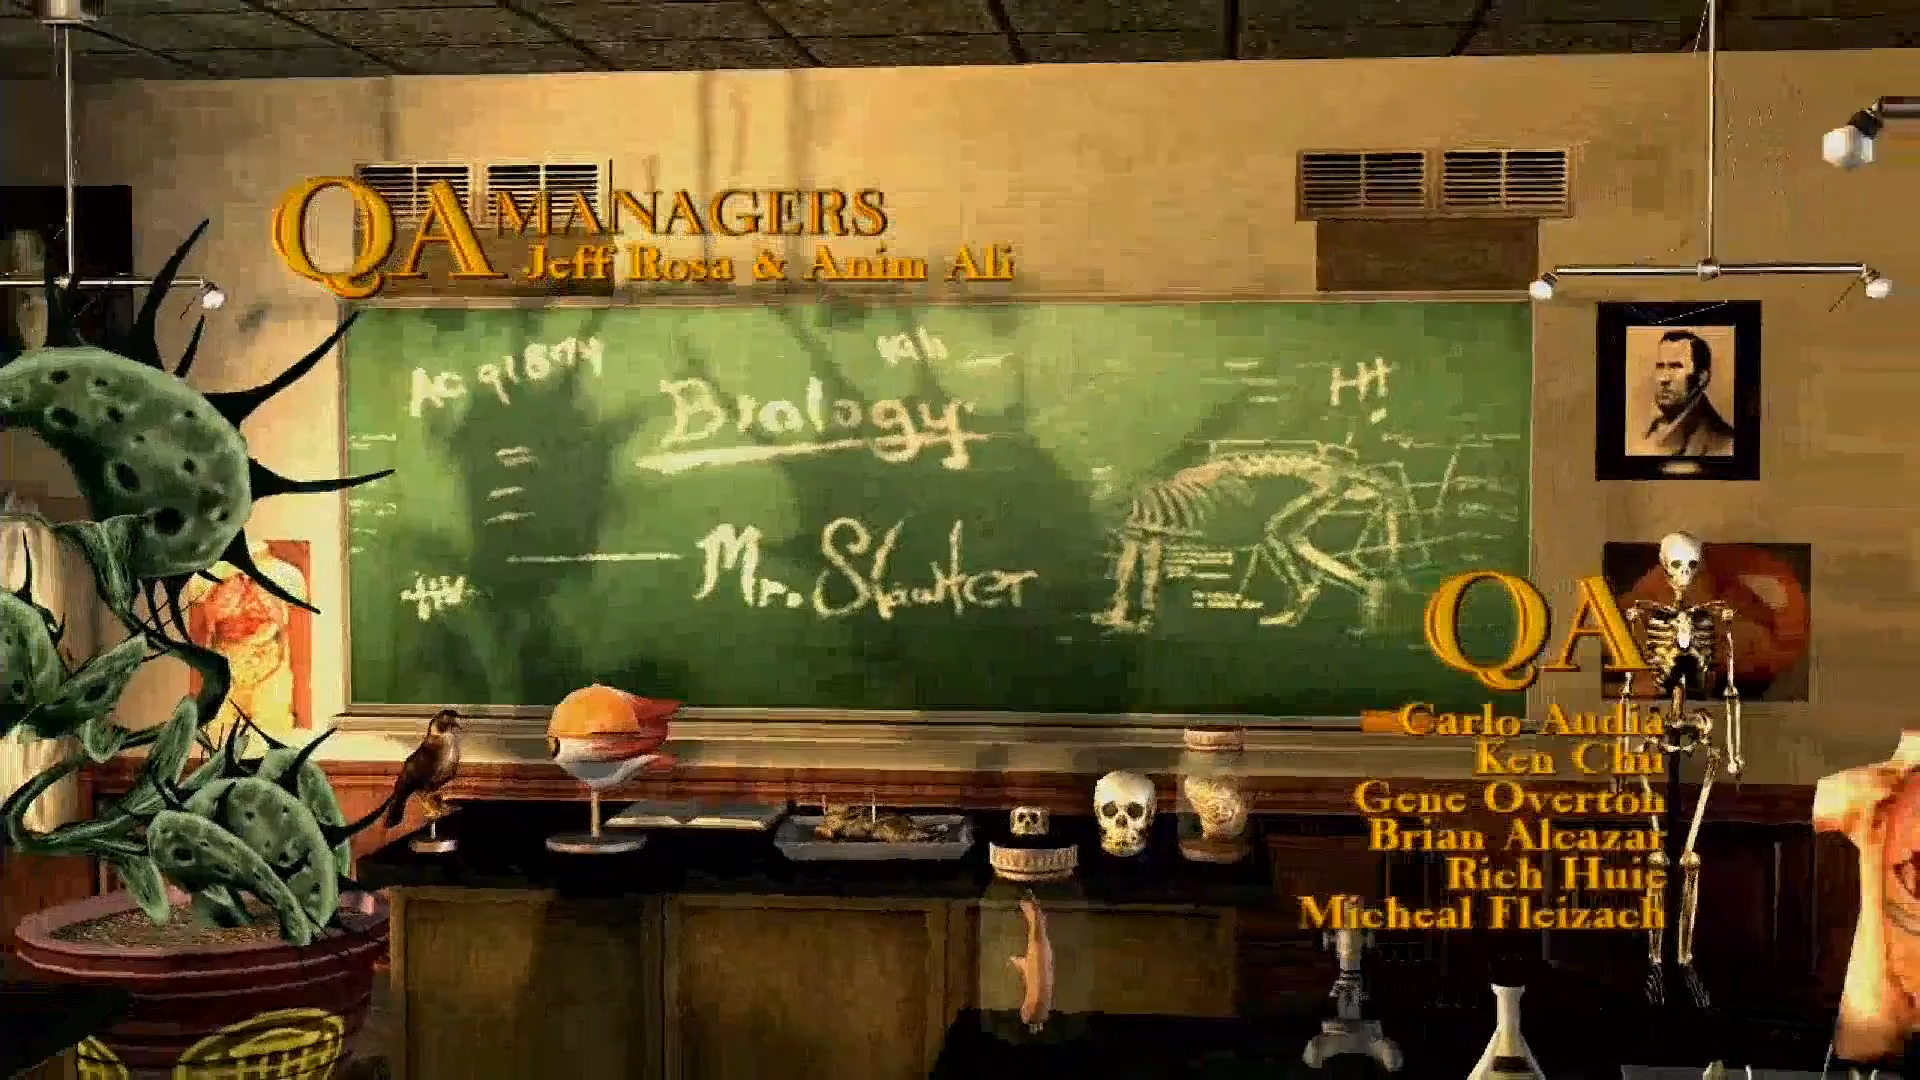 QA MANAGERS
Jeff Rosa & Anim Ali
Biology
Ht
Mr.
QA
Carlo Audia
Ken Chu
Gene Overton
Brian Alcazar
Rich Huie
Micheal Fleizach